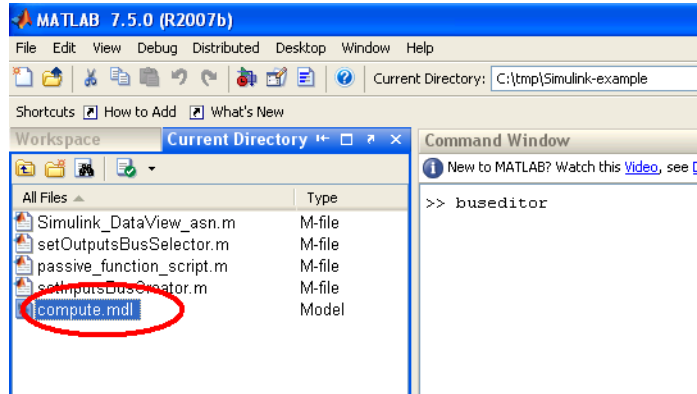 MATLAB 7.5.0 (R2007b)
File Edit View Debug Distributed Desktop Window Help
Current Directory: C:\tmp\Simulink-example
Shortcuts How to Add What's New
Workspace Current Directory
Command Window
New to MATLAB? Watch this Video, see
All Files Type
Simulink_DataView_asn.m M-file
setOutputsBusSelector.m M-file
passive_function_script.m M-file
setInputsBusCreator.m M-file
compute.mdl Model
>> buseditor